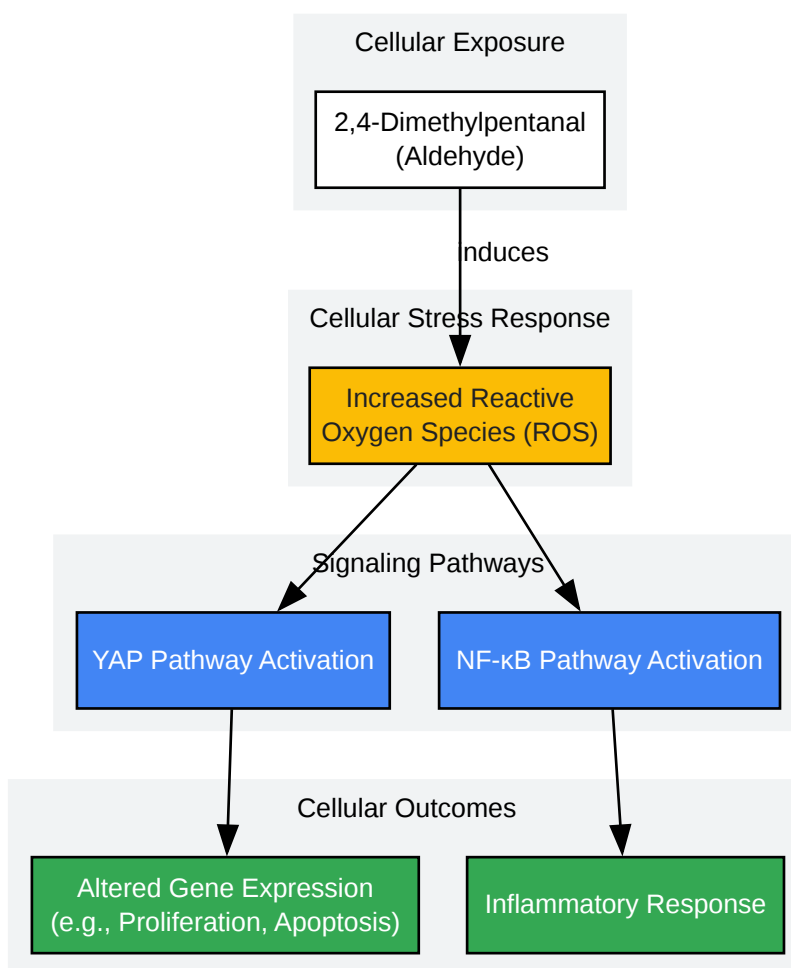 Cellular Exposure
2,4-Dimethylpentanal
(Aldehyde)
induces
Cellular Stress Response
Increased Reactive
Oxygen Species (ROS)
Signaling Pathways
YAP Pathway Activation
NF-κB Pathway Activation
Cellular Outcomes
Altered Gene Expression
(e.g., Proliferation, Apoptosis)
Inflammatory Response